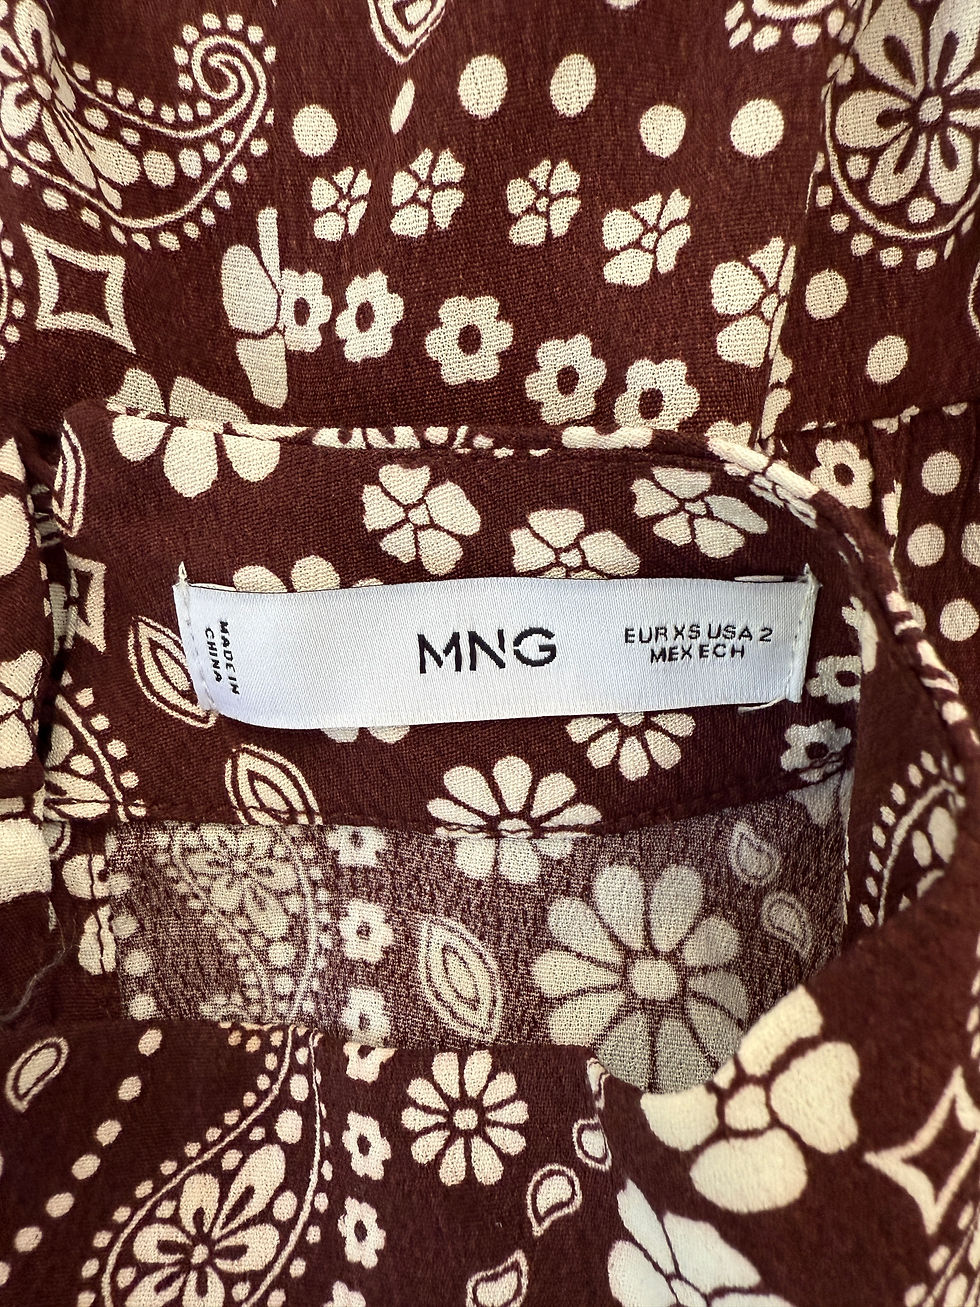 MADE IN
CHINA
MNG
EUR XS USA 2
MEX ECH